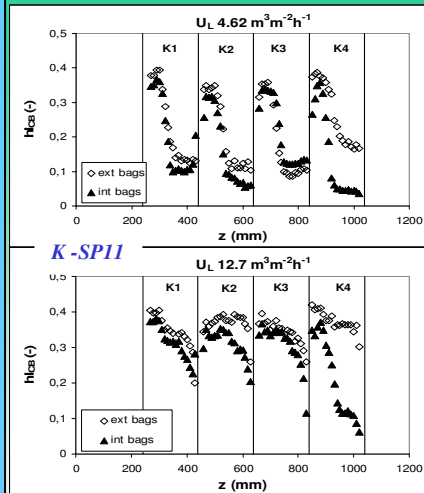 U_L 4.62 m³m⁻²h⁻¹
K1 K2 K3 K4
hl_CB (-)
0,5
0,4
0,3
0,2
0,1
0
ext bags
int bags
0 200 400 600 800 1000 1200
z (mm)
K -SP11
U_L 12.7 m³m⁻²h⁻¹
K1 K2 K3 K4
hl_CB (-)
0,5
0,4
0,3
0,2
0,1
0
ext bags
int bags
0 200 400 600 800 1000 1200
z (mm)